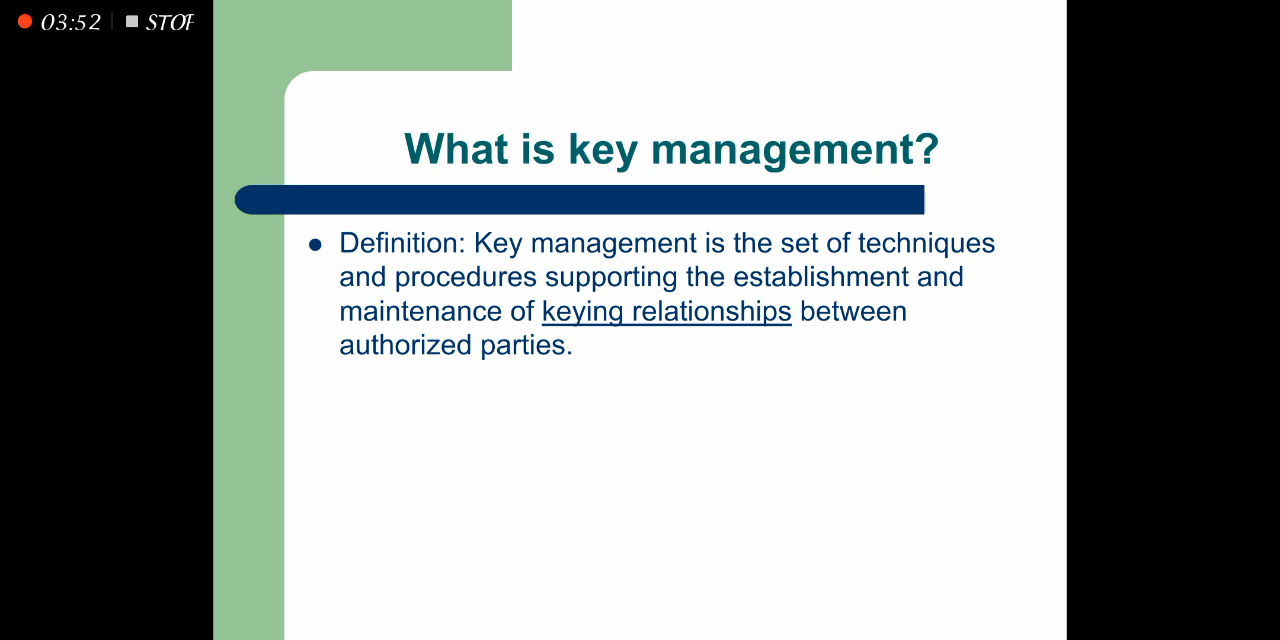 03:52
What is key management?
Definition: Key management is the set of techniques
and procedures supporting the establishment and
maintenance of keying relationships between
authorized parties.